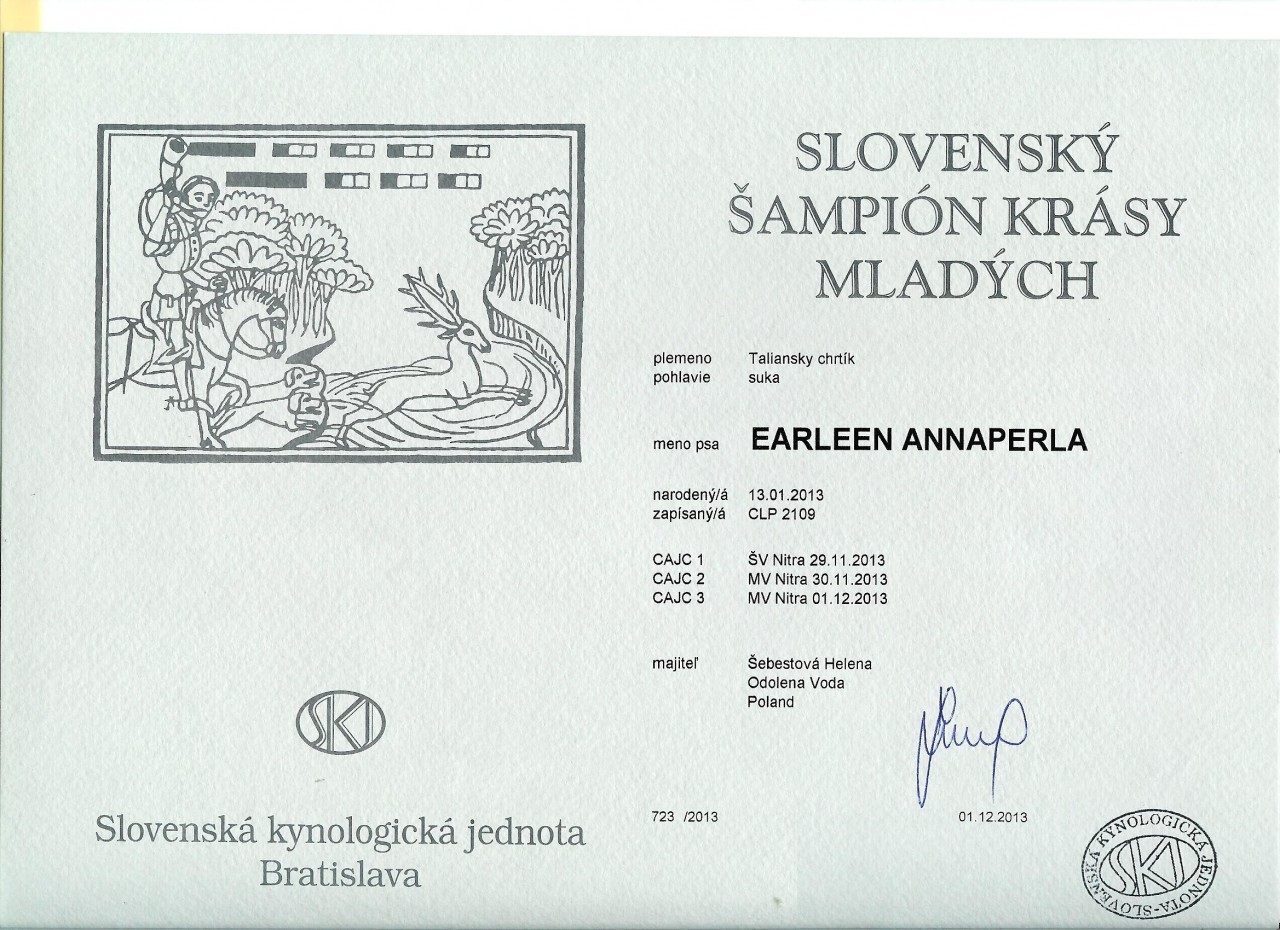 SLOVENSKÝ
ŠAMPIÓN KRÁSY
MLADÝCH
plemeno Taliansky chrtík
pohlavie suka
meno psa EARLEEN ANNAPERLA
narodený/á 13.01.2013
zapísaný/á CLP 2109
CAJC 1 ŠV Nitra 29.11.2013
CAJC 2 MV Nitra 30.11.2013
CAJC 3 MV Nitra 01.12.2013
majiteľ Šebestová Helena
Odolena Voda
Poland
723 /2013 01.12.2013
SKJ
Slovenská kynologická jednota
Bratislava
SLOVENSKÁ KYNOLOGICKÁ JEDNOTA
SKJ